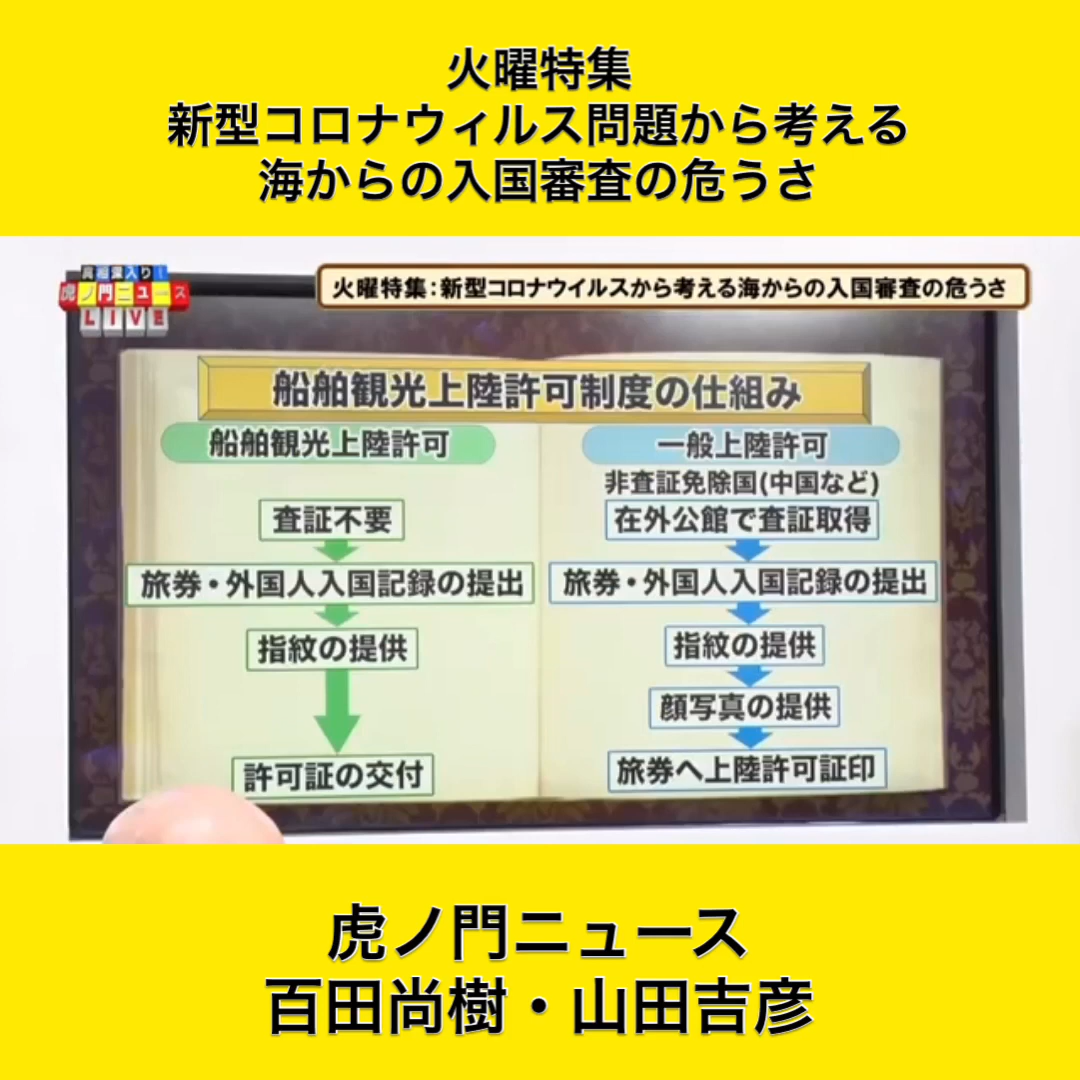 火曜特集
新型コロナウィルス問題から考える
海からの入国審査の危うさ
真相深入り!
虎ノ門ニュース
LIVE
火曜特集:新型コロナウイルスから考える海からの入国審査の危うさ
船舶観光上陸許可制度の仕組み
船舶観光上陸許可
査証不要
旅券・外国人入国記録の提出
指紋の提供
許可証の交付
一般上陸許可
非査証免除国(中国など)
在外公館で査証取得
旅券・外国人入国記録の提出
指紋の提供
顔写真の提供
旅券へ上陸許可証印
虎ノ門ニュース
百田尚樹・山田吉彦